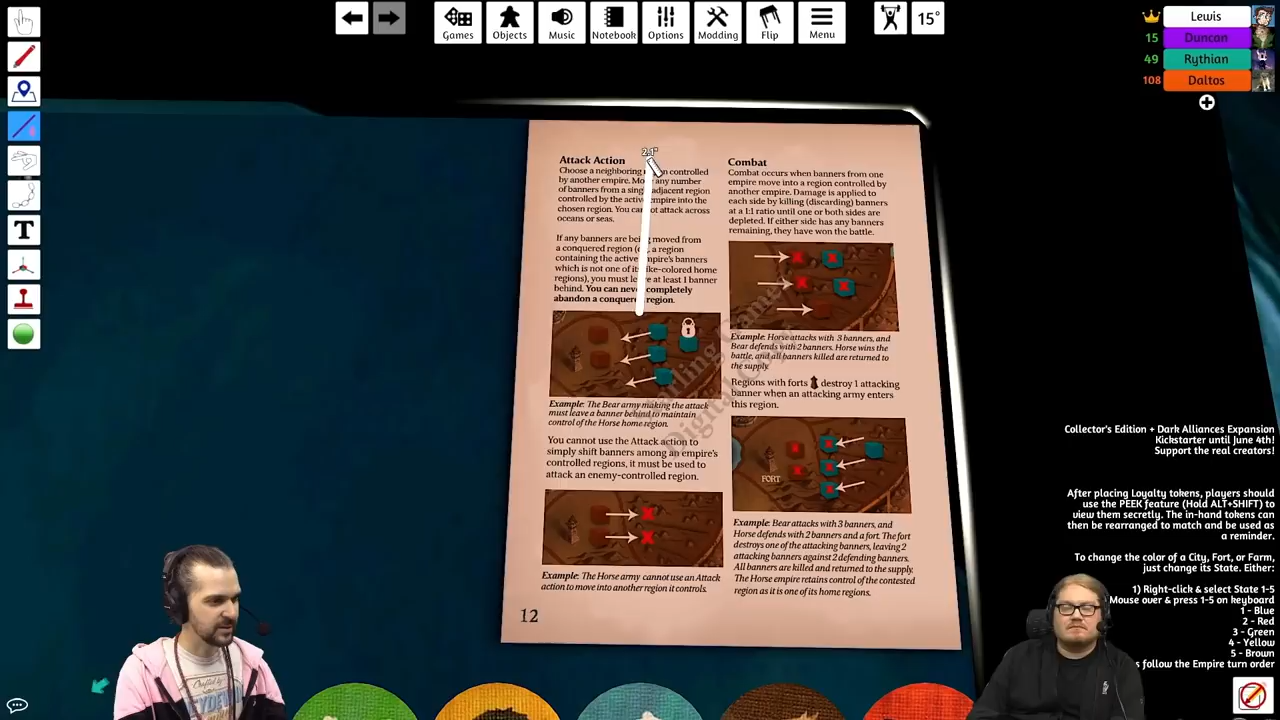 Games
Objects
Music
Notebook
Options
Modding
Flip
Menu
15°
Lewis
15 Duncan
49 Rythian
108 Daltos
T
2.1"
Attack Action
Choose a neighboring controlled
by another empire. Move any number
of banners from a single adjacent region
controlled by the active empire into the
chosen region. You cannot attack across
oceans or seas.
If any banners are being moved from
a conquered region (a region
containing the active empire's banners
which is not one of its like-colored home
regions), you must leave at least 1 banner
behind. You can never completely
abandon a conquered region.
Example: The Bear army making the attack
must leave a banner behind to maintain
control of the Horse home region.
You cannot use the Attack action to
simply shift banners among an empire's
controlled regions, it must be used to
attack an enemy-controlled region.
Example: The Horse army cannot use an Attack
action to move into another region it controls.
12
Combat
Combat occurs when banners from one
empire move into a region controlled by
another empire. Damage is applied to
each side by killing (discarding) banners
at a 1:1 ratio until one or both sides are
depleted. If either side has any banners
remaining, they have won the battle.
Example: Horse attacks with 3 banners, and
Bear defends with 2 banners. Horse wins the
battle, and all banners killed are returned to
the supply.
Regions with forts destroy 1 attacking
banner when an attacking army enters
this region.
FORT
Example: Bear attacks with 3 banners, and
Horse defends with 2 banners and a fort. The fort
destroys one of the attacking banners, leaving 2
attacking banners against 2 defending banners.
All banners are killed and returned to the supply.
The Horse empire retains control of the contested
region as it is one of its home regions.
Digital Copy
Collector's Edition + Dark Alliances Expansion
Kickstarter until June 4th!
Support the real creators!
After placing Loyalty tokens, players should
use the PEEK feature (Hold ALT+SHIFT) to
view them secretly. The in-hand tokens can
then be rearranged to match and be used as
a reminder.
To change the color of a City, Fort, or Farm,
just change its State. Either:
1) Right-click & select State 1-5
Mouse over & press 1-5 on keyboard
1 - Blue
2 - Red
3 - Green
4 - Yellow
5 - Brown
s follow the Empire turn order